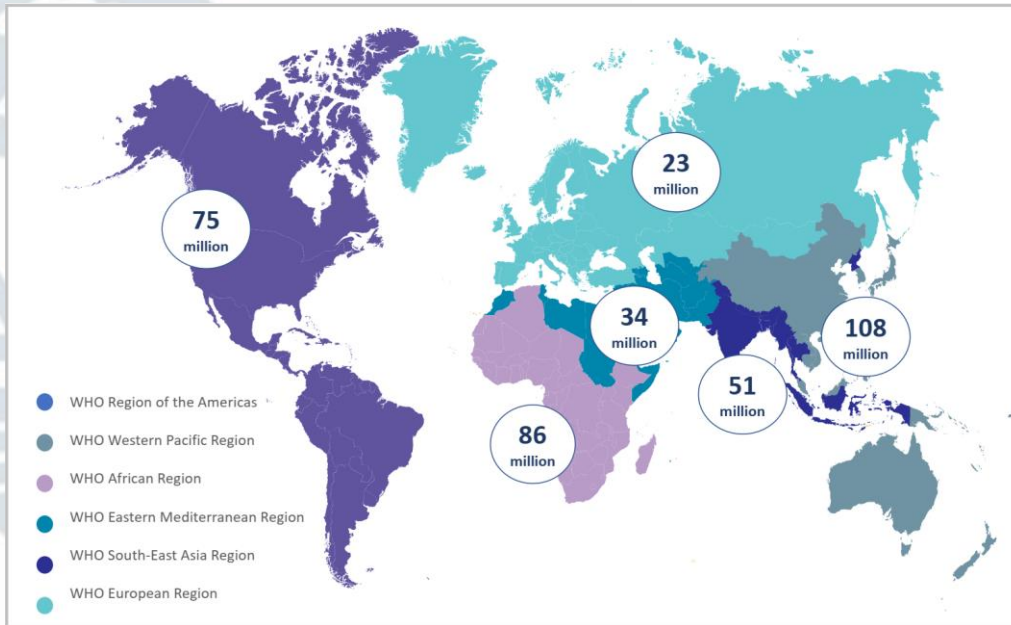 23
million
75
million
34
million
108
million
51
million
86
million
WHO Region of the Americas
WHO Western Pacific Region
WHO African Region
WHO Eastern Mediterranean Region
WHO South-East Asia Region
WHO European Region